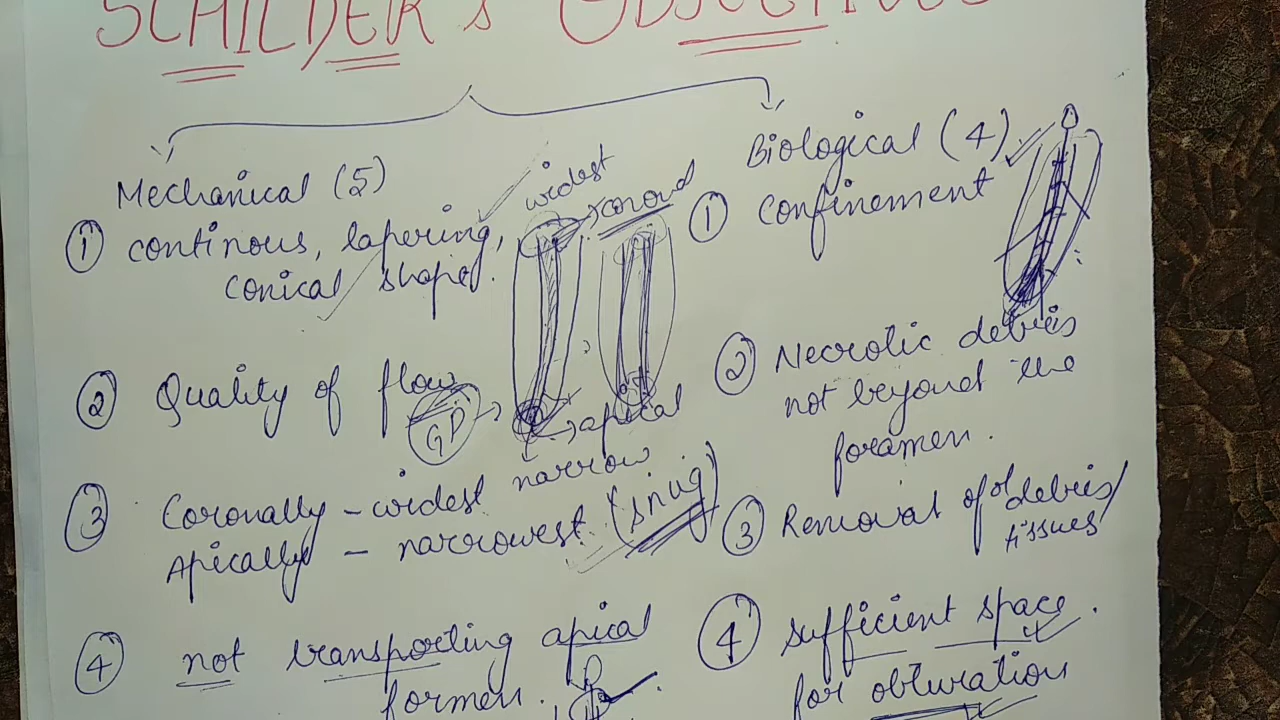 SCHILDER's OBJECTIVES
Mechanical (5)
① continous, tapering,
conical shape.
② Quality of flow
③ Coronally - widest
Apically - narrowest (snug)
④ not transporting apical
formen.
widest
coronal
GP
apical
narrow
Biological (4)
① confinement
② Necrotic debris
not beyond the
foramen.
③ Removal of debris/
tissues
④ sufficient space.
for obturation